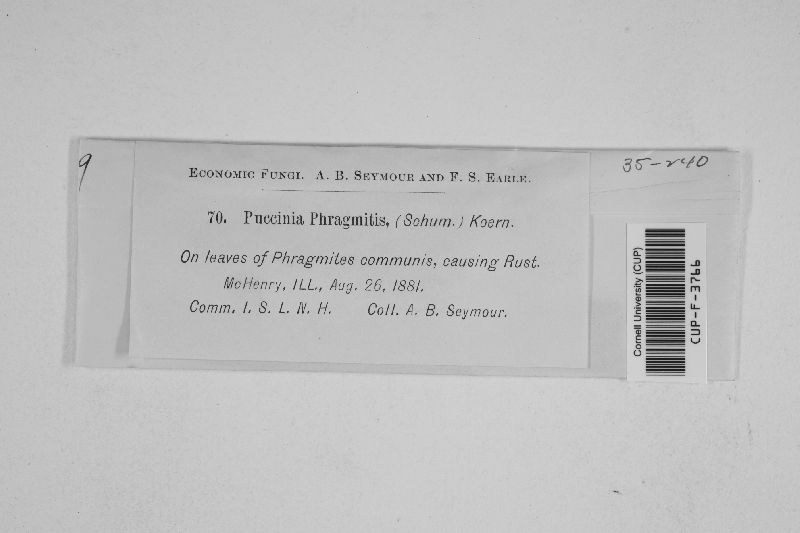 9
ECONOMIC FUNGI. A. B. SEYMOUR AND F. S. EARLE.
70. Puccinia Phragmitis, (Schum.) Koern.
On leaves of Phragmites communis, causing Rust.
McHenry, ILL., Aug. 26, 1881.
Comm. I. S. L. N. H. Coll. A. B. Seymour.
35-240
Cornell University (CUP)
CUP-F-3766